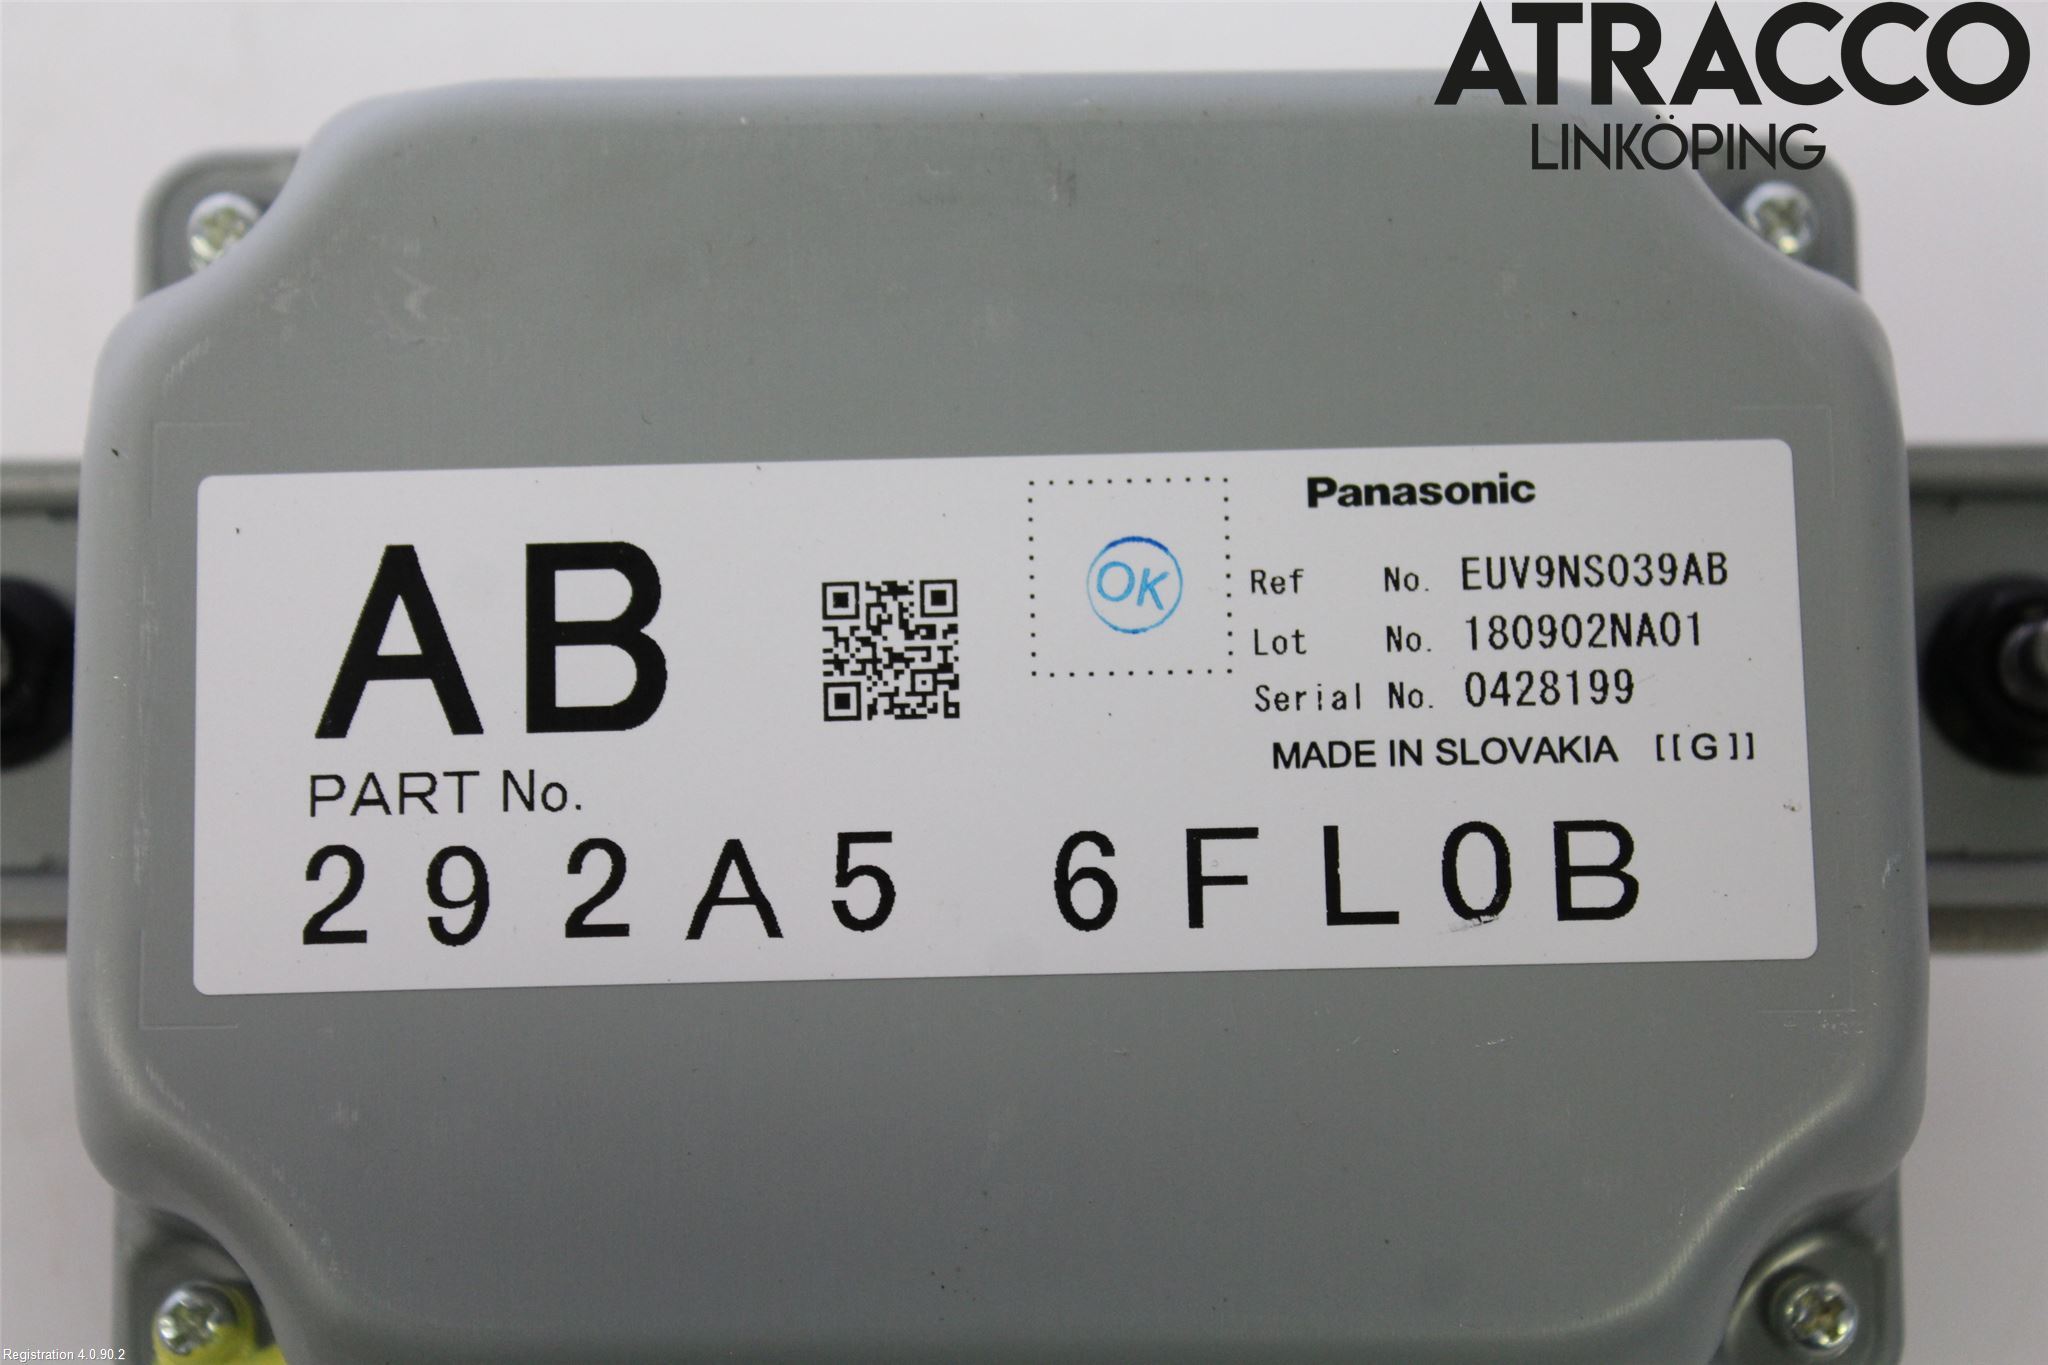 ATRACCO
LINKÖPING
AB
OK
Panasonic
Ref No. EUV9NS039AB
Lot No. 180902NA01
Serial No. 0428199
MADE IN SLOVAKIA [[G]]
PART No.
292A5 6FL0B
Registration 4.0.90.2